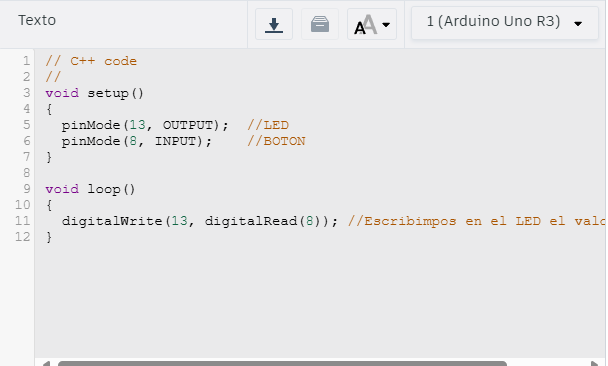 Texto
1 (Arduino Uno R3)
1 // C++ code
2 //
3 void setup()
4 {
5   pinMode(13, OUTPUT);  //LED
6   pinMode(8, INPUT);    //BOTON
7 }
8
9 void loop()
10 {
11   digitalWrite(13, digitalRead(8)); //Escribimpos en el LED el valo
12 }